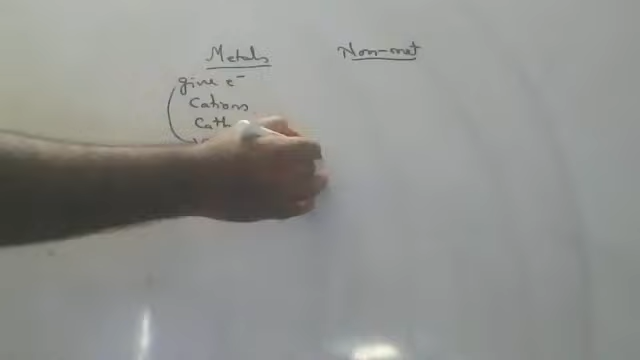 Metals
Non-met
give e⁻
Cations
Cath